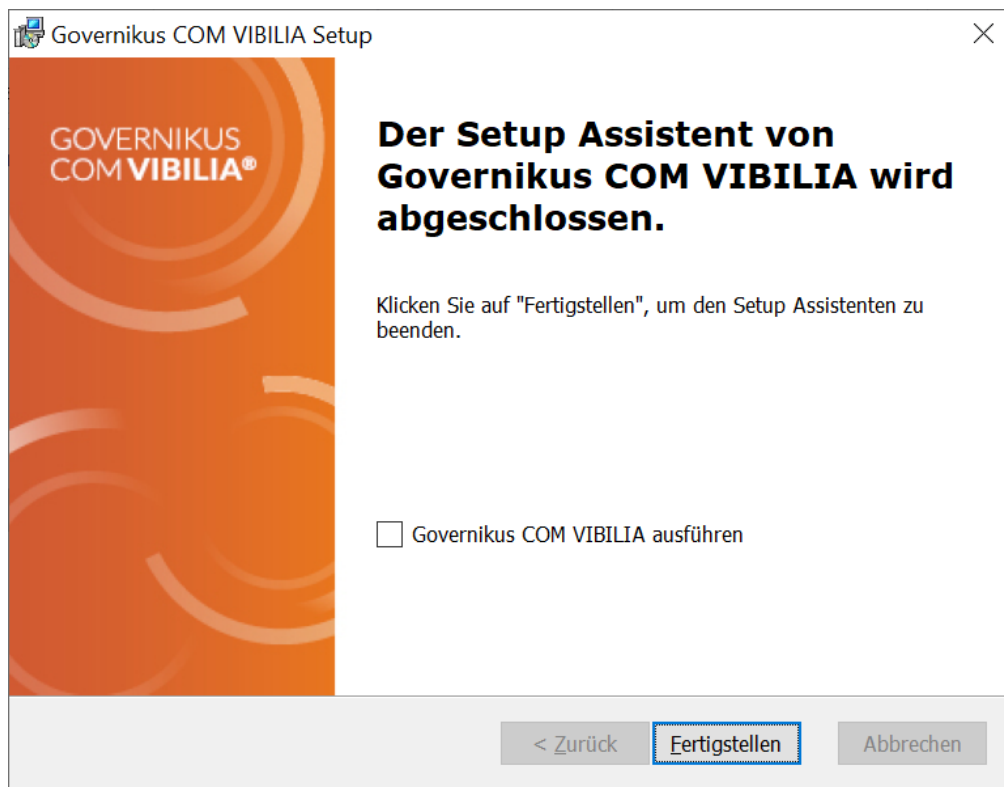 Governikus COM VIBILIA Setup
GOVERNIKUS
COM VIBILIA®
Der Setup Assistent von
Governikus COM VIBILIA wird
abgeschlossen.
Klicken Sie auf "Fertigstellen", um den Setup Assistenten zu
beenden.
Governikus COM VIBILIA ausführen
< Zurück
Fertigstellen
Abbrechen